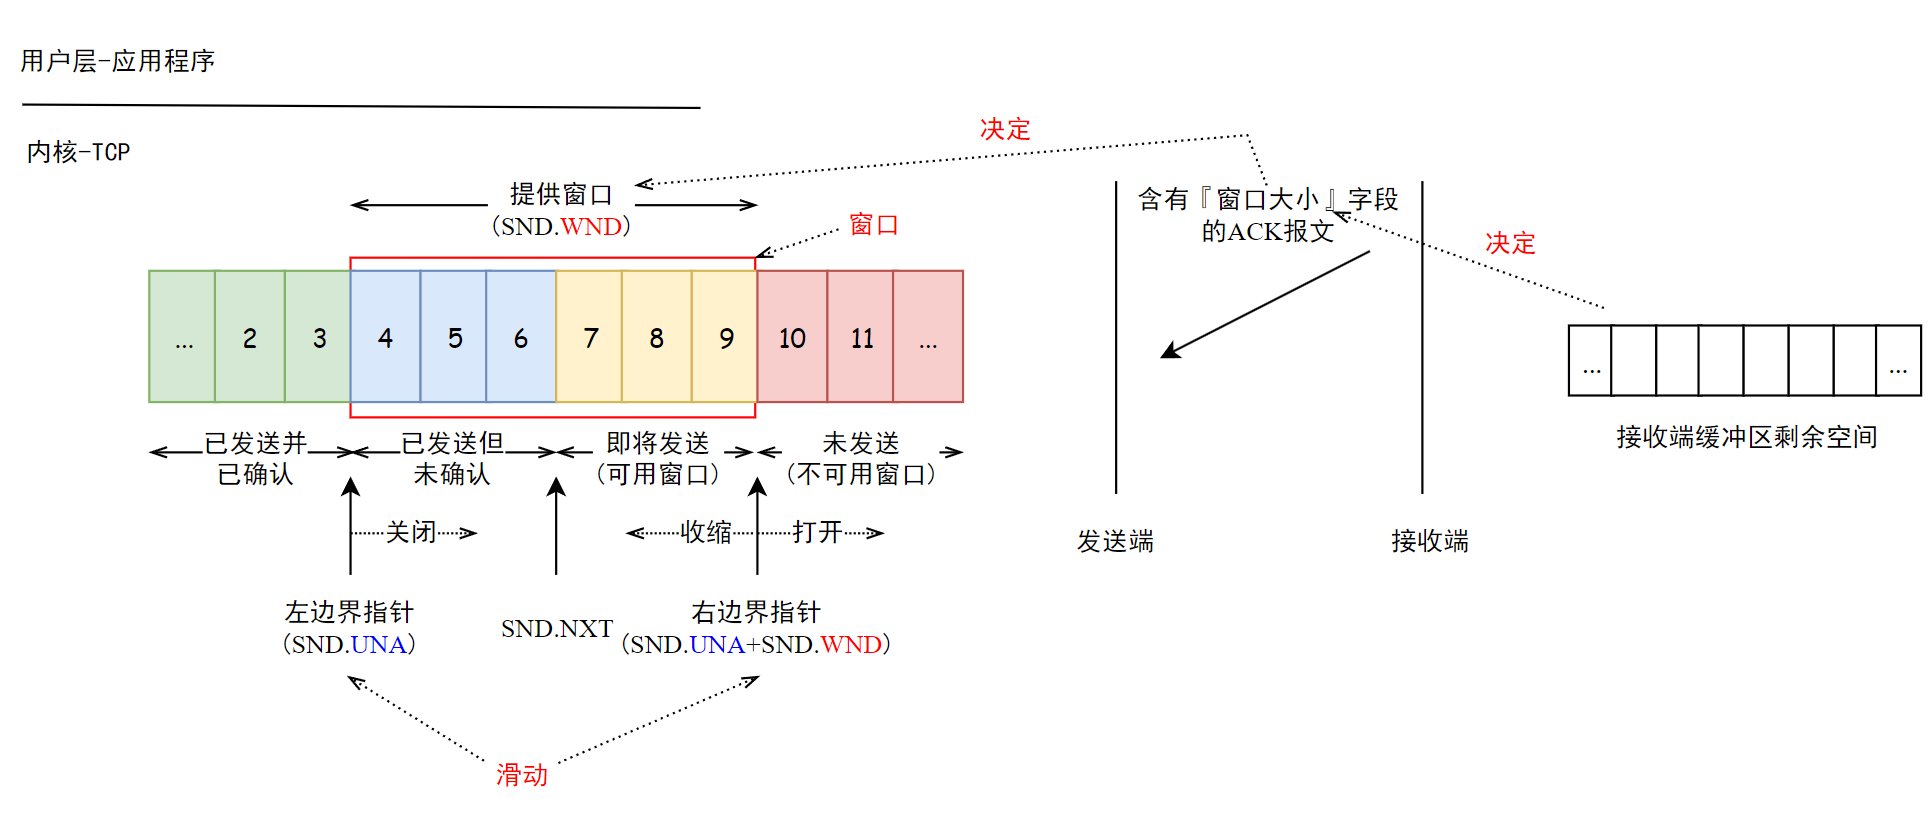 用户层-应用程序
内核-TCP
决定
提供窗口
(SND.WND)
窗口
含有『窗口大小』字段
的ACK报文
决定
... 2 3 4 5 6 7 8 9 10 11 ...
... ...
接收端缓冲区剩余空间
已发送并
已确认
已发送但
未确认
即将发送
(可用窗口)
未发送
(不可用窗口)
关闭
收缩
打开
发送端
接收端
左边界指针
(SND.UNA)
SND.NXT
右边界指针
(SND.UNA+SND.WND)
滑动